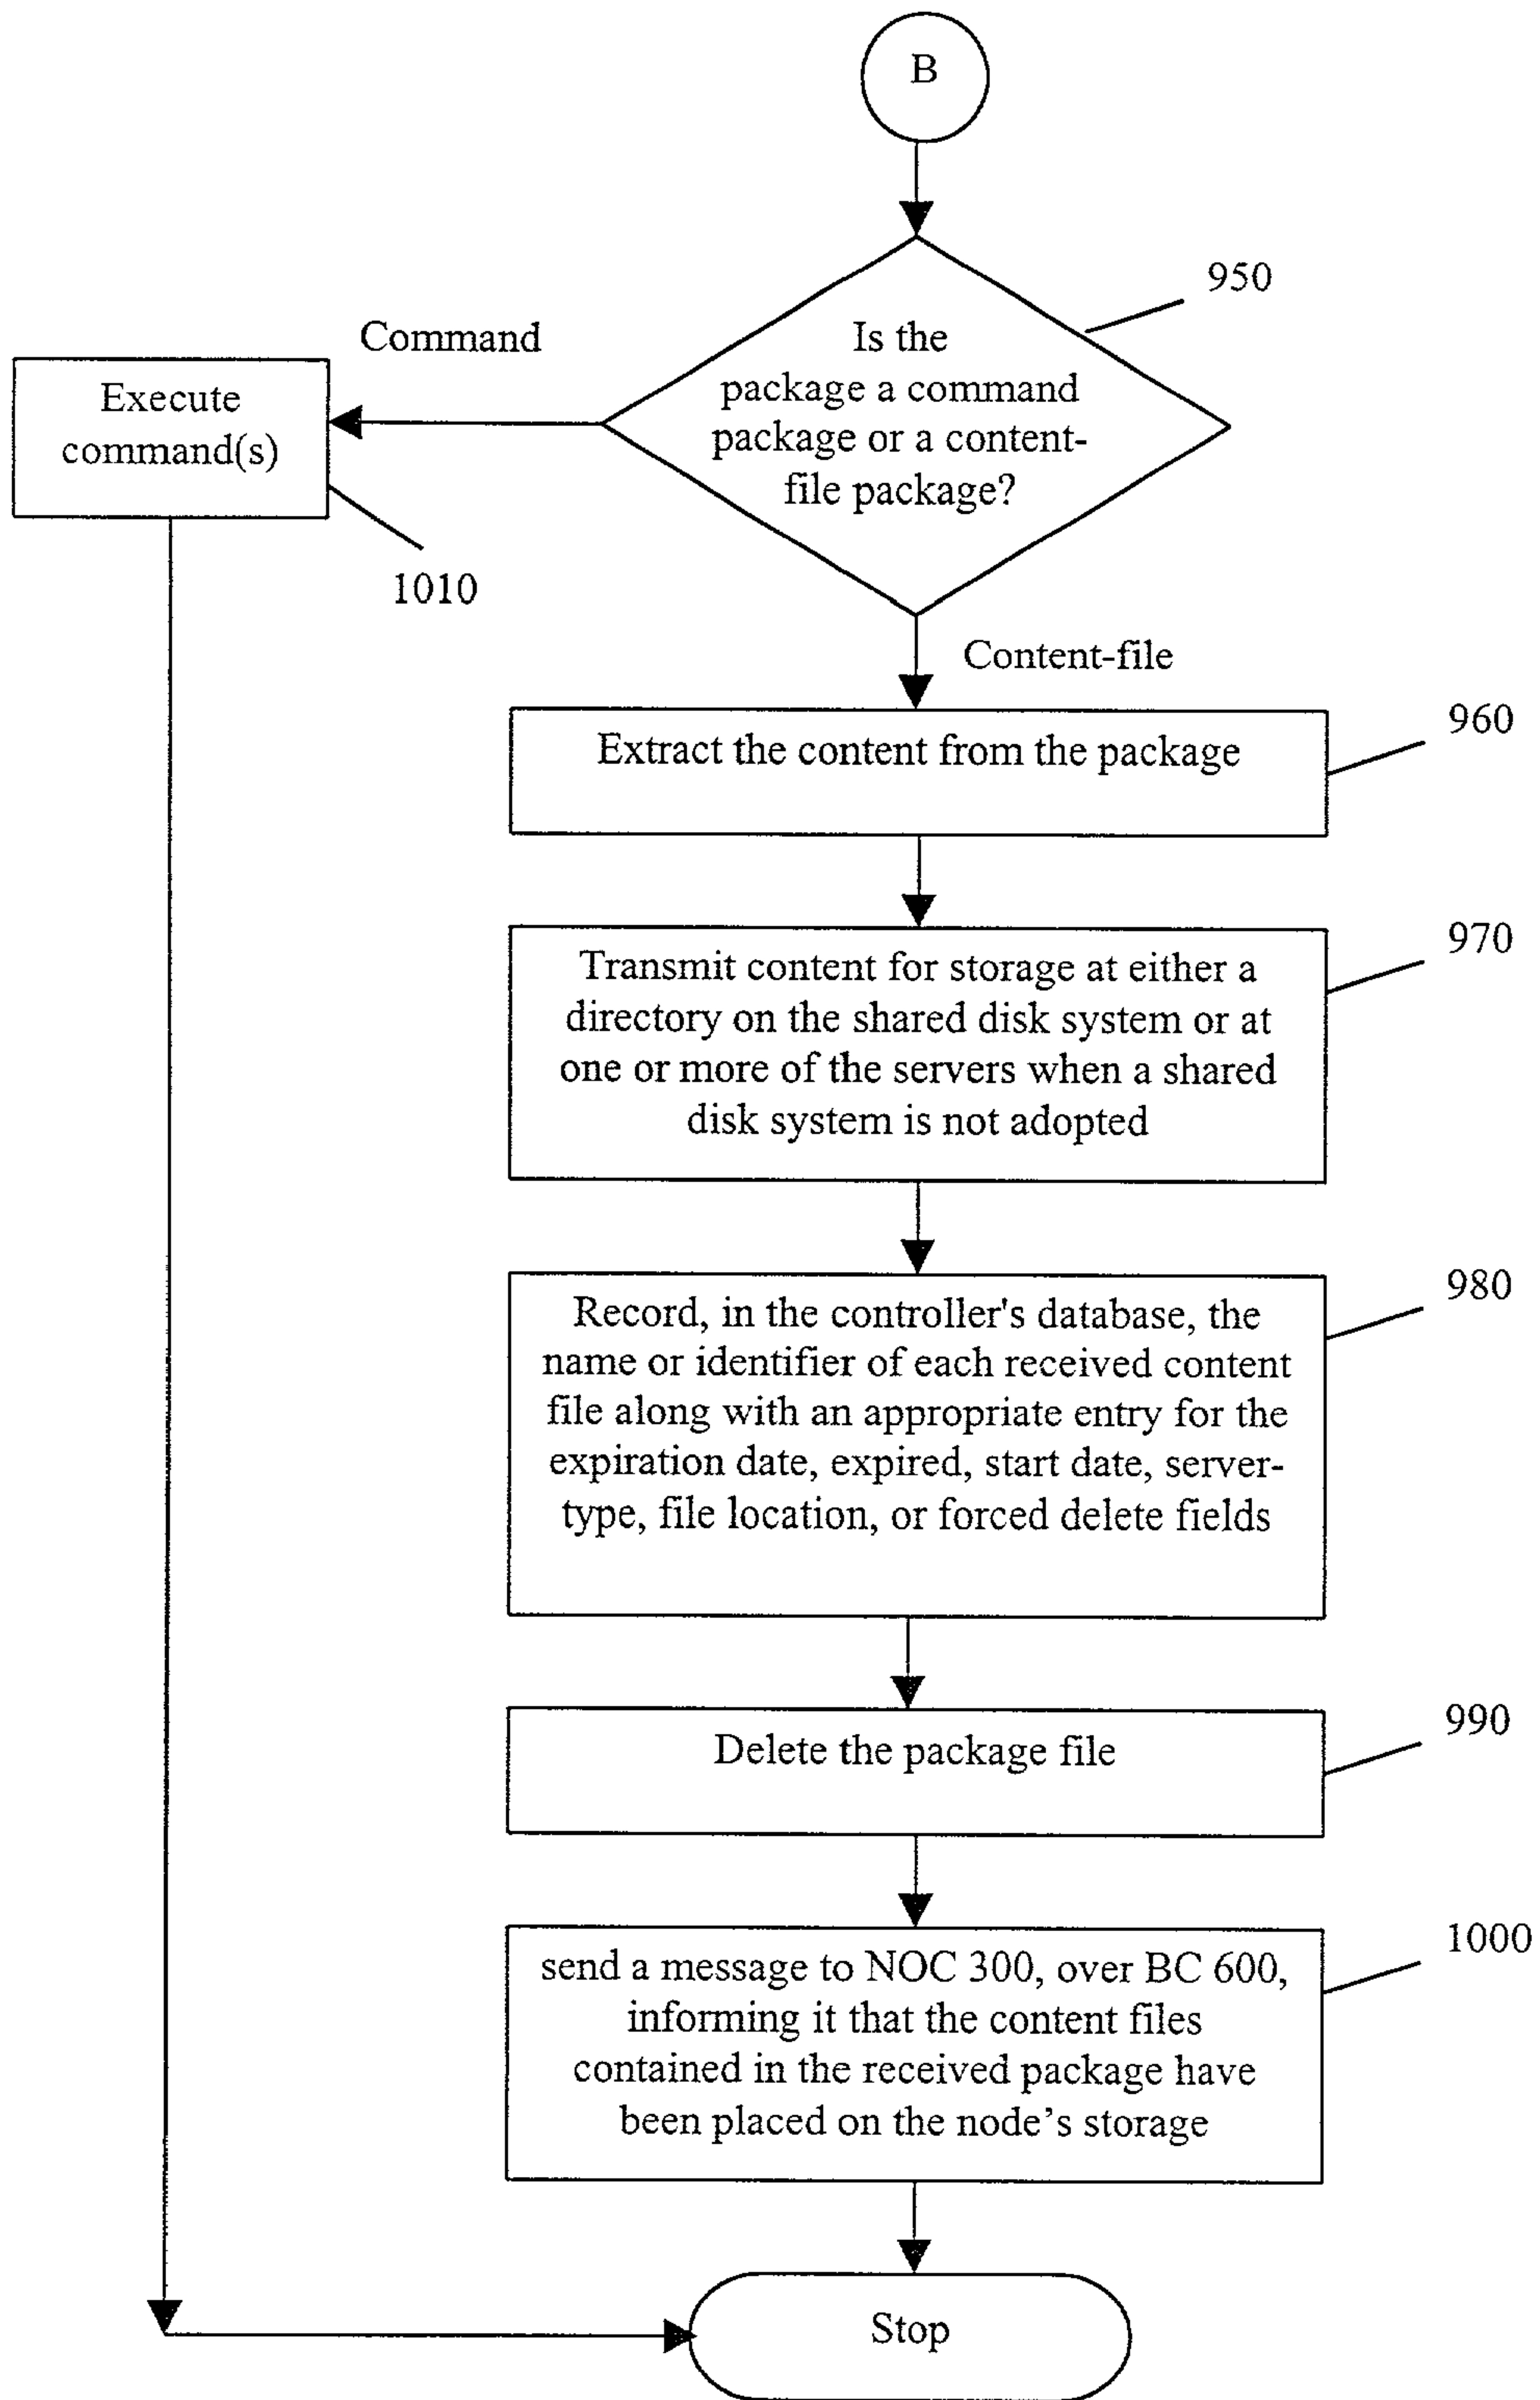 B
950
Is the
package a command
package or a content-
file package?
Command
Execute
command(s)
1010
Content-file
960
Extract the content from the package
970
Transmit content for storage at either a
directory on the shared disk system or at
one or more of the servers when a shared
disk system is not adopted
980
Record, in the controller's database, the
name or identifier of each received content
file along with an appropriate entry for the
expiration date, expired, start date, server-
type, file location, or forced delete fields
990
Delete the package file
1000
send a message to NOC 300, over BC 600,
informing it that the content files
contained in the received package have
been placed on the node’s storage
Stop